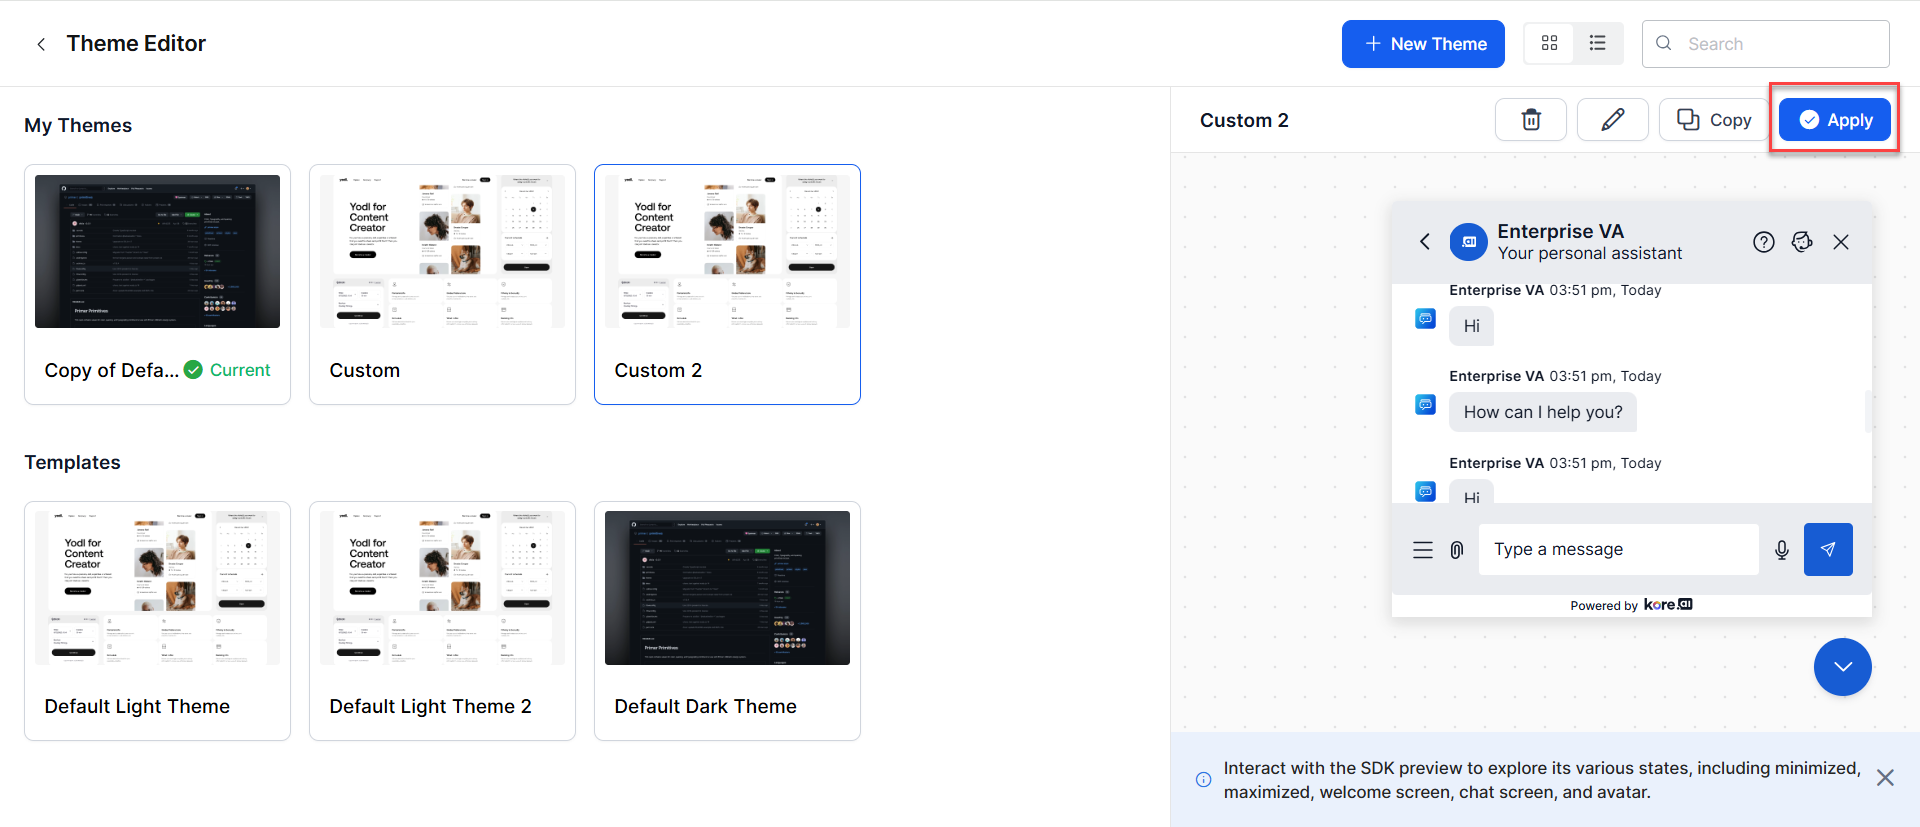 Theme Editor
New Theme
Search
My Themes
Custom 2
Copy
Apply
Yodl for
Content
Creator
Yodl for
Content
Creator
Copy of Defa... Current
Custom
Custom 2
Templates
Yodl for
Content
Creator
Yodl for
Content
Creator
Default Light Theme
Default Light Theme 2
Default Dark Theme
Enterprise VA
Your personal assistant
Enterprise VA 03:51 pm, Today
Hi
Enterprise VA 03:51 pm, Today
How can I help you?
Enterprise VA 03:51 pm, Today
Hi
Type a message
Powered by kore.ai
Interact with the SDK preview to explore its various states, including minimized,
maximized, welcome screen, chat screen, and avatar.